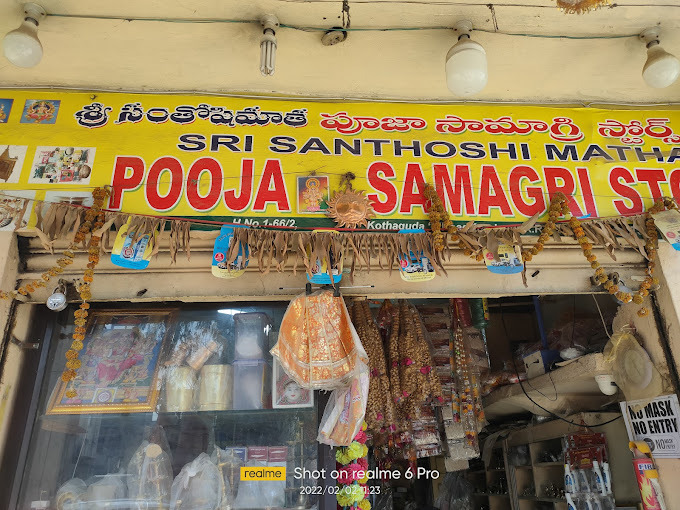 శ్రీ సంతోషిమాత పూజా సామాగ్రి స్టోర్స్
SRI SANTHOSHI MATHA
POOJA SAMAGRI STO
H.No.1-66/2, Kothaguda
NO MASK
NO ENTRY
NO
realme Shot on realme 6 Pro
2022/02/02 11:23